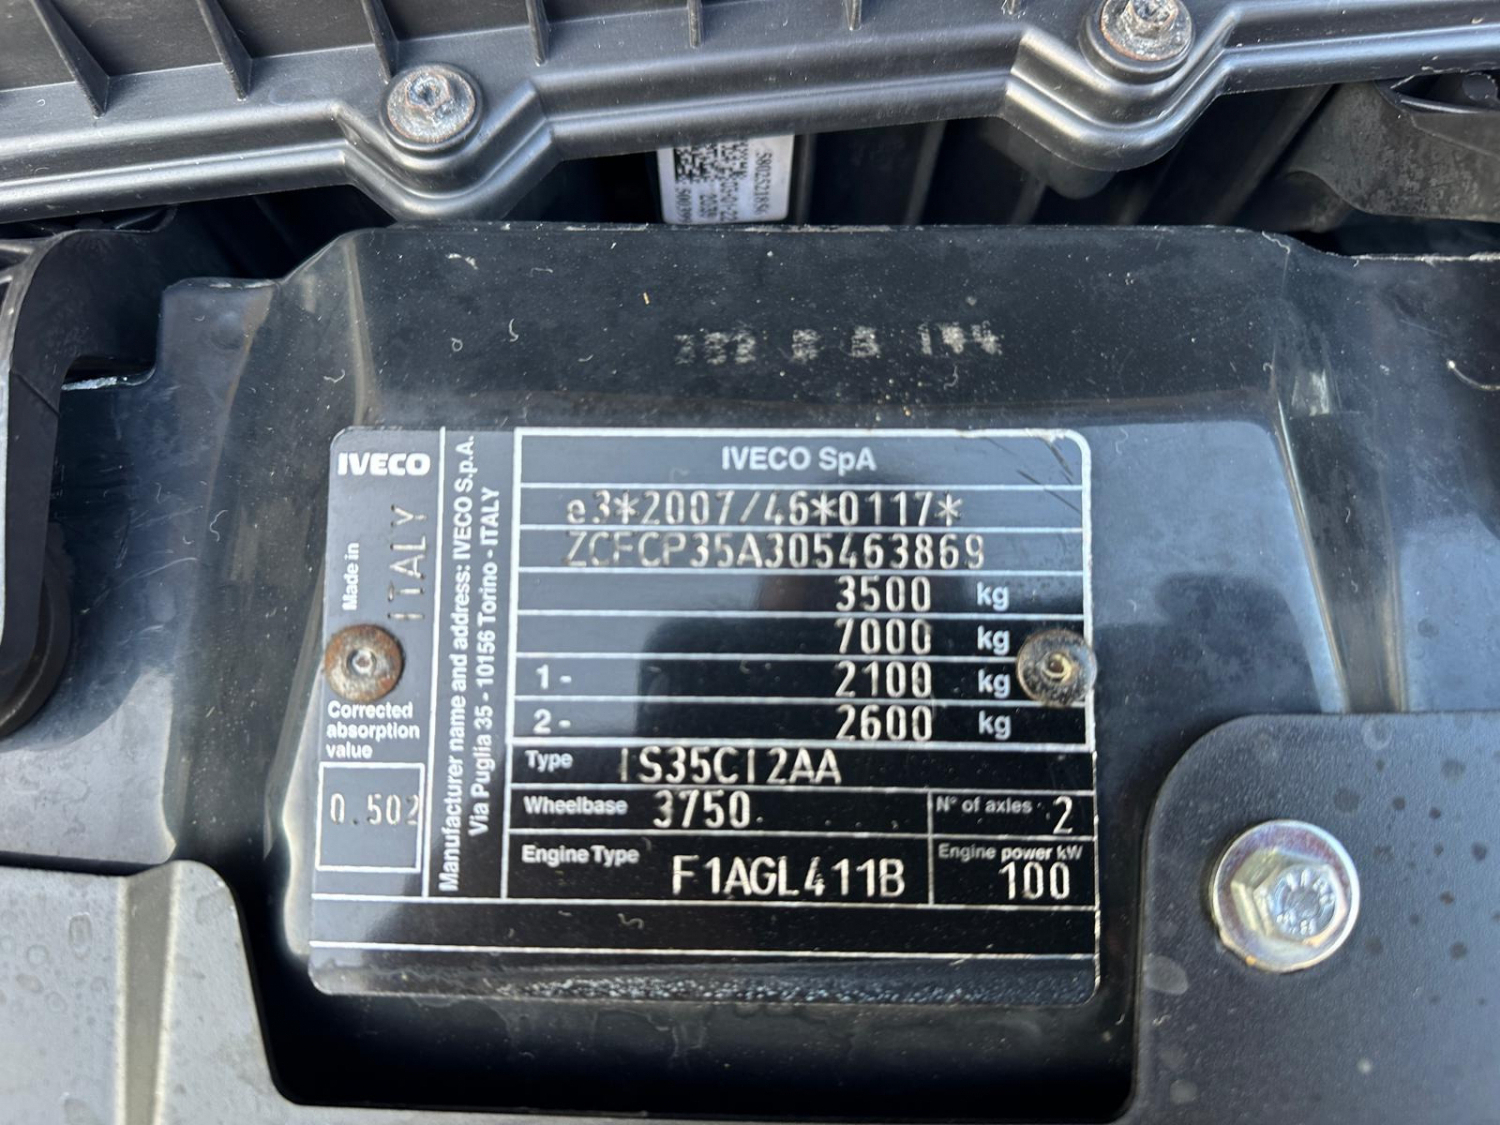 5802521856
IVECO
Made in ITALY
Corrected
absorption
value
0.502
Manufacturer name and address: IVECO S.p.A.
Via Puglia 35 - 10156 Torino - ITALY
IVECO SpA
e3*2007/46*0117*
ZCFCP35A305463869
3500 kg
7000 kg
1- 2100 kg
2- 2600 kg
Type IS35CI2AA
Wheelbase 3750 N° of axles 2
Engine Type F1AGL411B Engine power kW 100